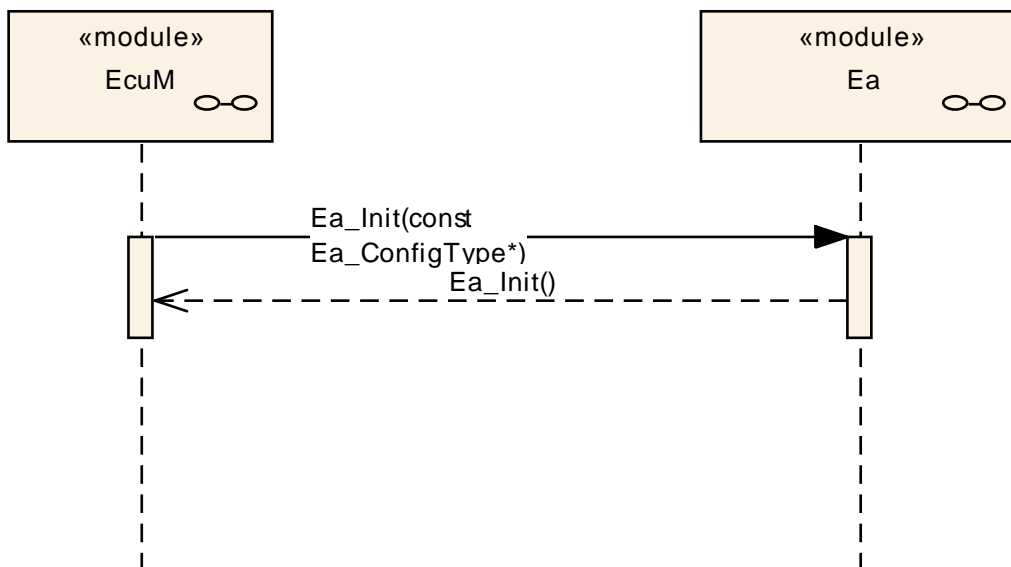 «module»
EcuM
«module»
Ea
Ea_Init(const
Ea_ConfigType*)
Ea_Init()